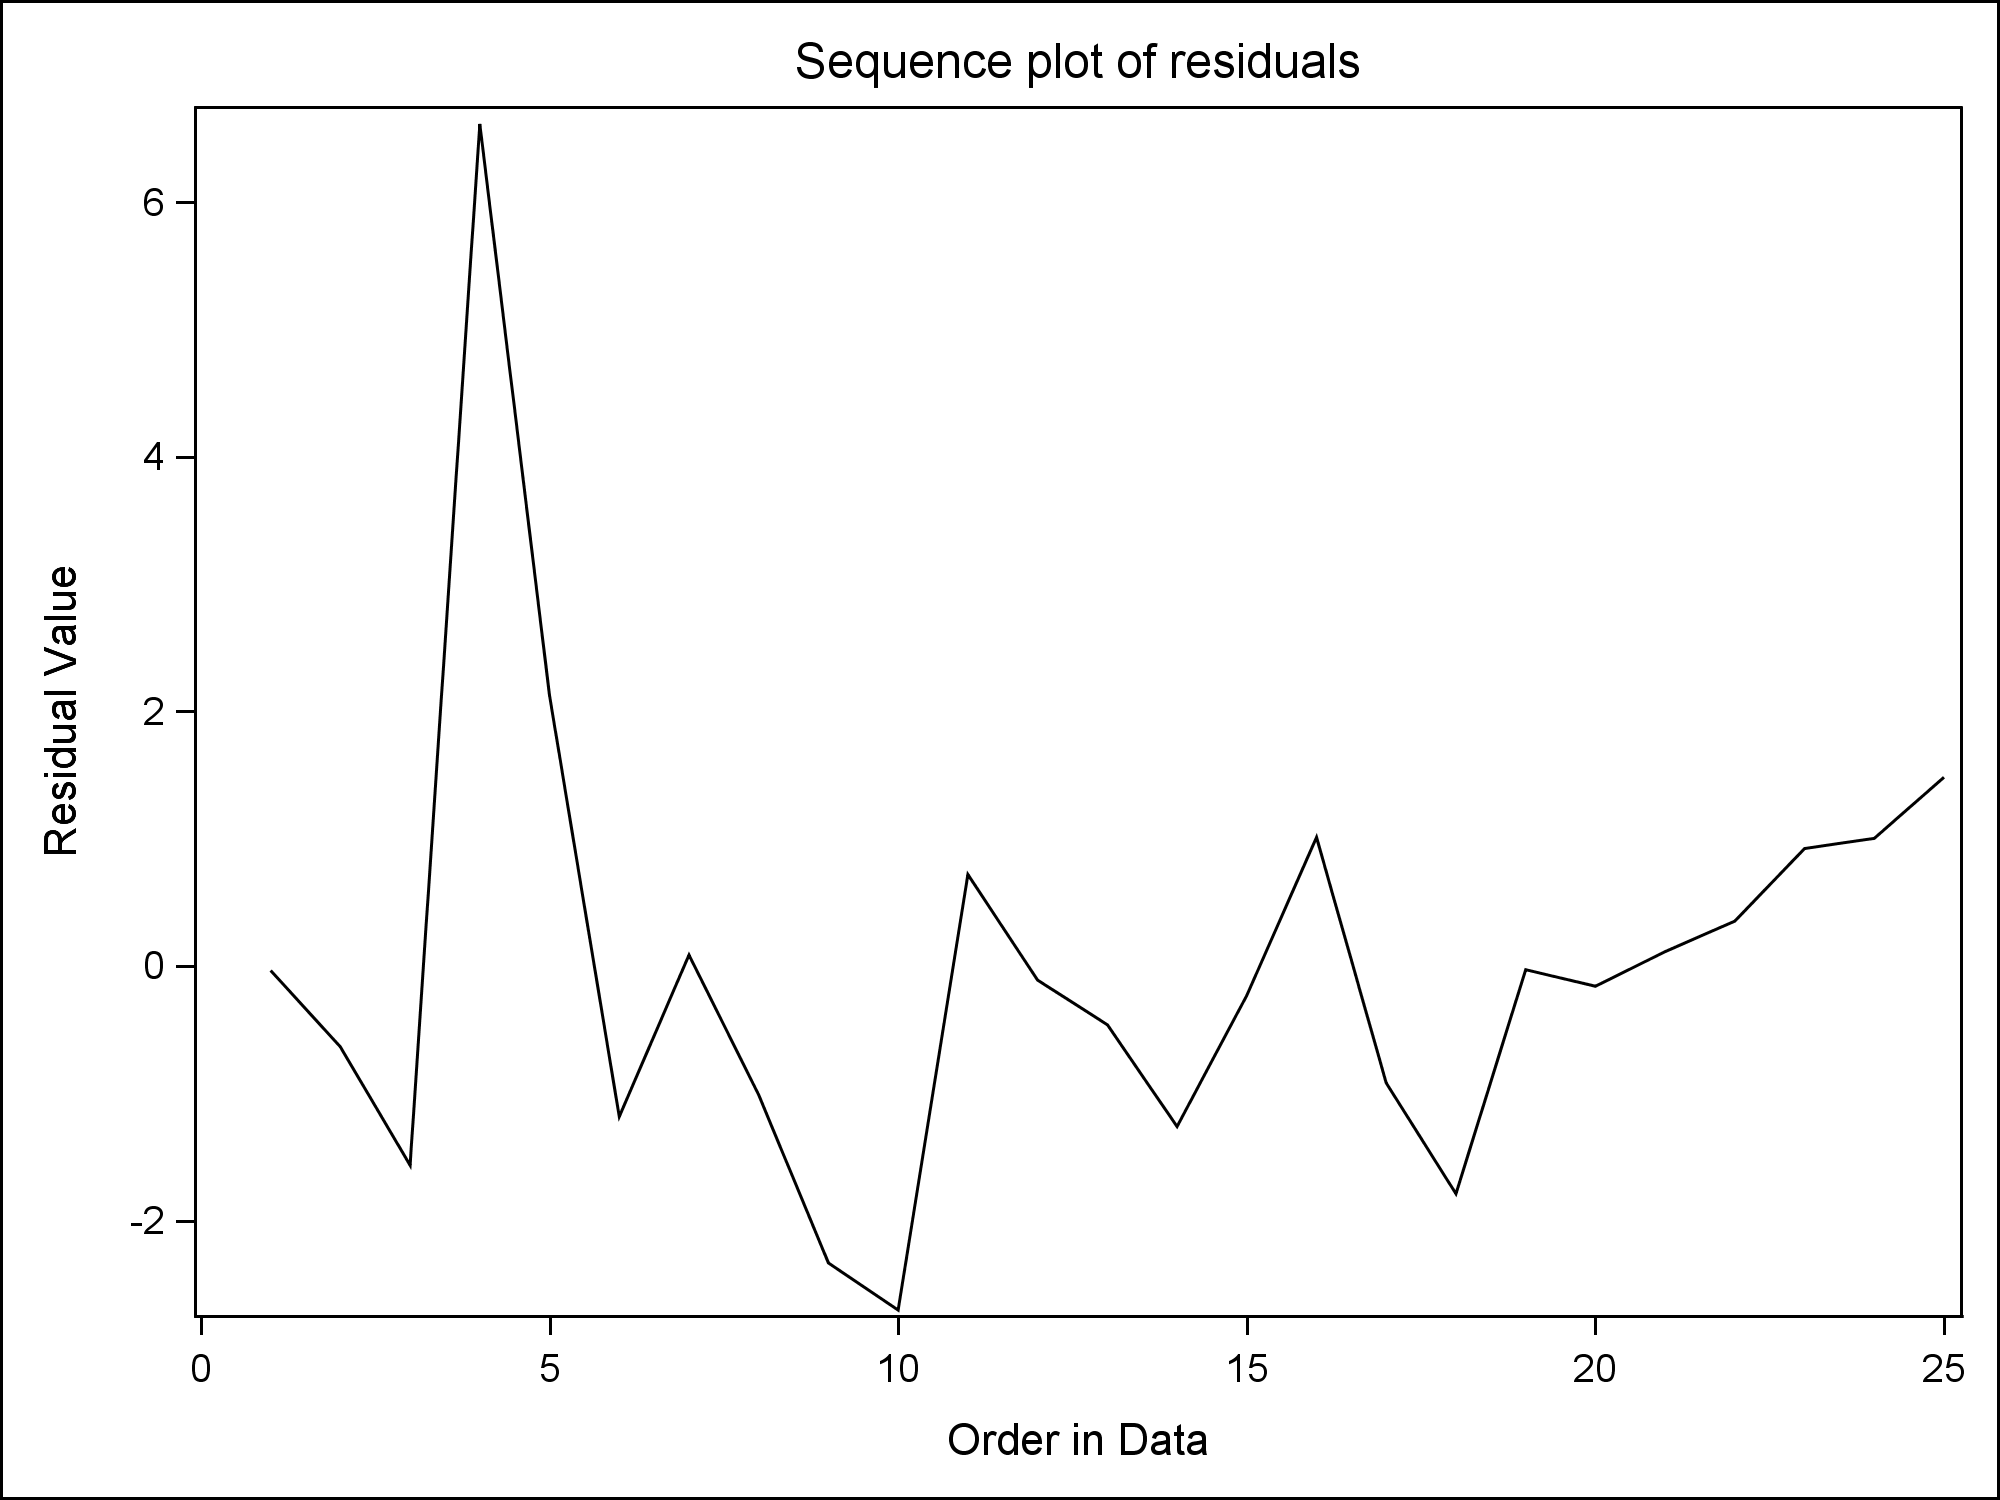 Sequence plot of residuals
6
4
2
0
-2
Residual Value
0 5 10 15 20 25
Order in Data